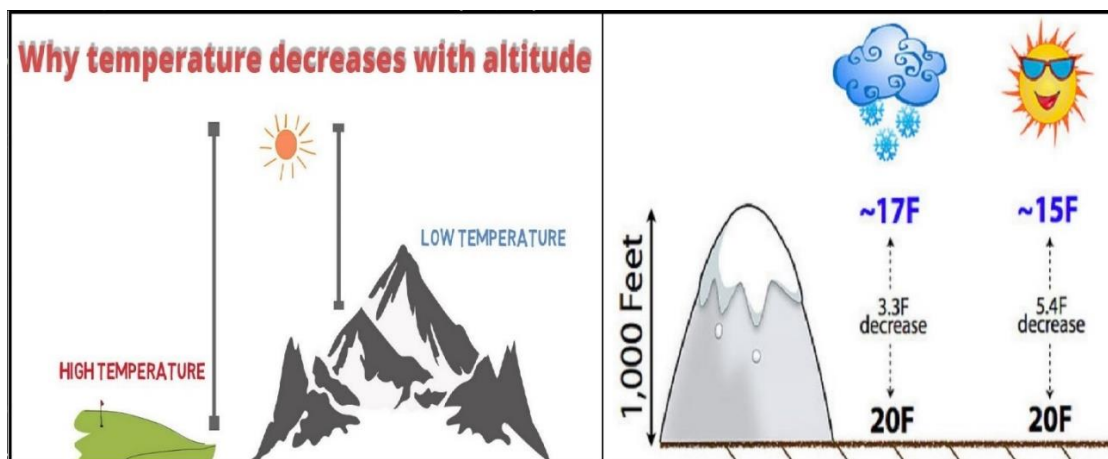 Why temperature decreases with altitude
LOW TEMPERATURE
HIGH TEMPERATURE
1,000 Feet
~17F
~15F
3.3F
decrease
5.4F
decrease
20F
20F